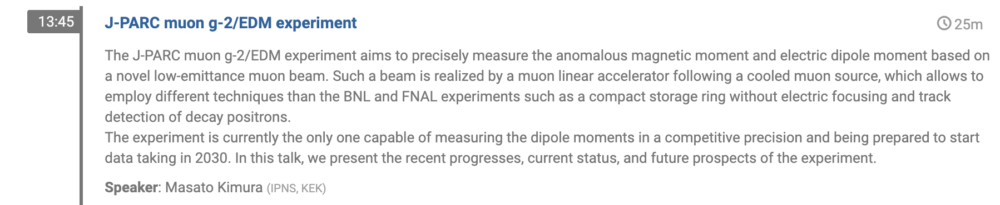 13:45
J-PARC muon g-2/EDM experiment
25m
The J-PARC muon g-2/EDM experiment aims to precisely measure the anomalous magnetic moment and electric dipole moment based on
a novel low-emittance muon beam. Such a beam is realized by a muon linear accelerator following a cooled muon source, which allows to
employ different techniques than the BNL and FNAL experiments such as a compact storage ring without electric focusing and track
detection of decay positrons.
The experiment is currently the only one capable of measuring the dipole moments in a competitive precision and being prepared to start
data taking in 2030. In this talk, we present the recent progresses, current status, and future prospects of the experiment.
Speaker: Masato Kimura (IPNS, KEK)